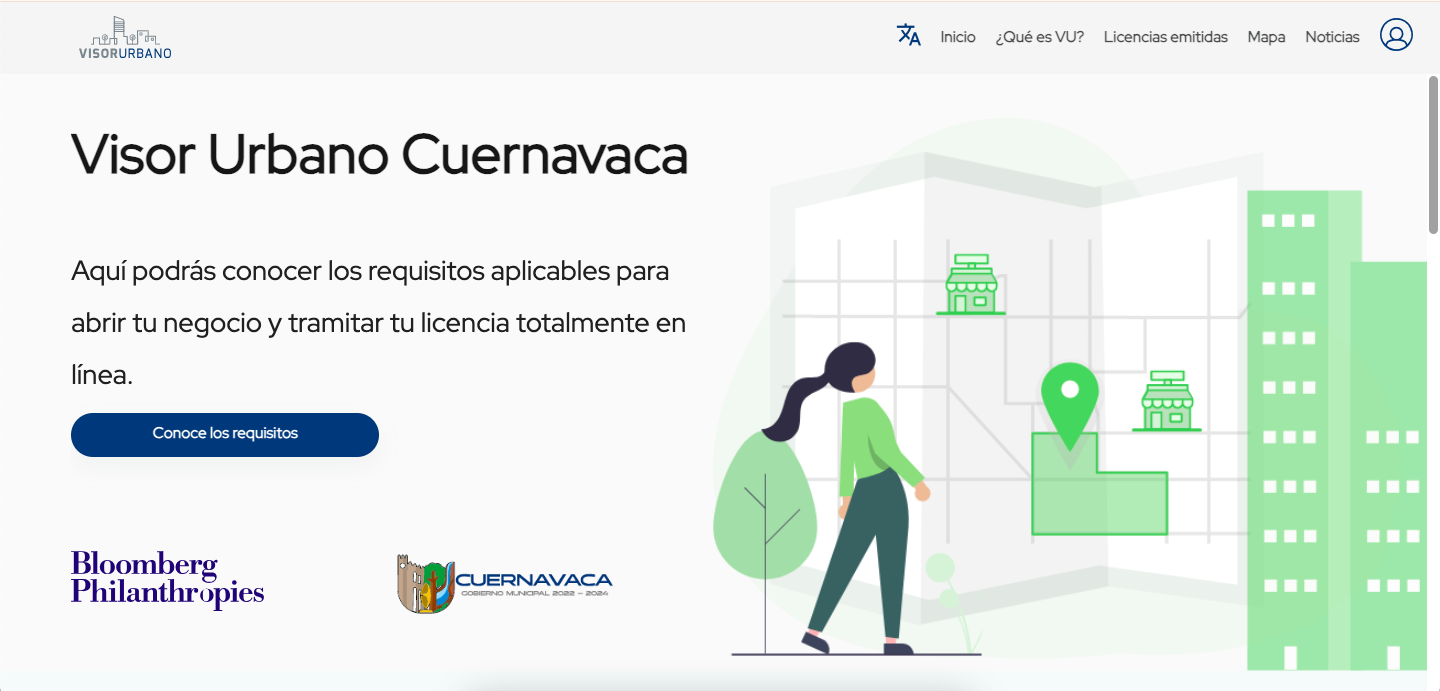 VISORURBANO
Inicio
¿Qué es VU?
Licencias emitidas
Mapa
Noticias
Visor Urbano Cuernavaca
Aquí podrás conocer los requisitos aplicables para
abrir tu negocio y tramitar tu licencia totalmente en
línea.
Conoce los requisitos
Bloomberg
Philanthropies
CUERNAVACA
GOBIERNO MUNICIPAL 2022 – 2024